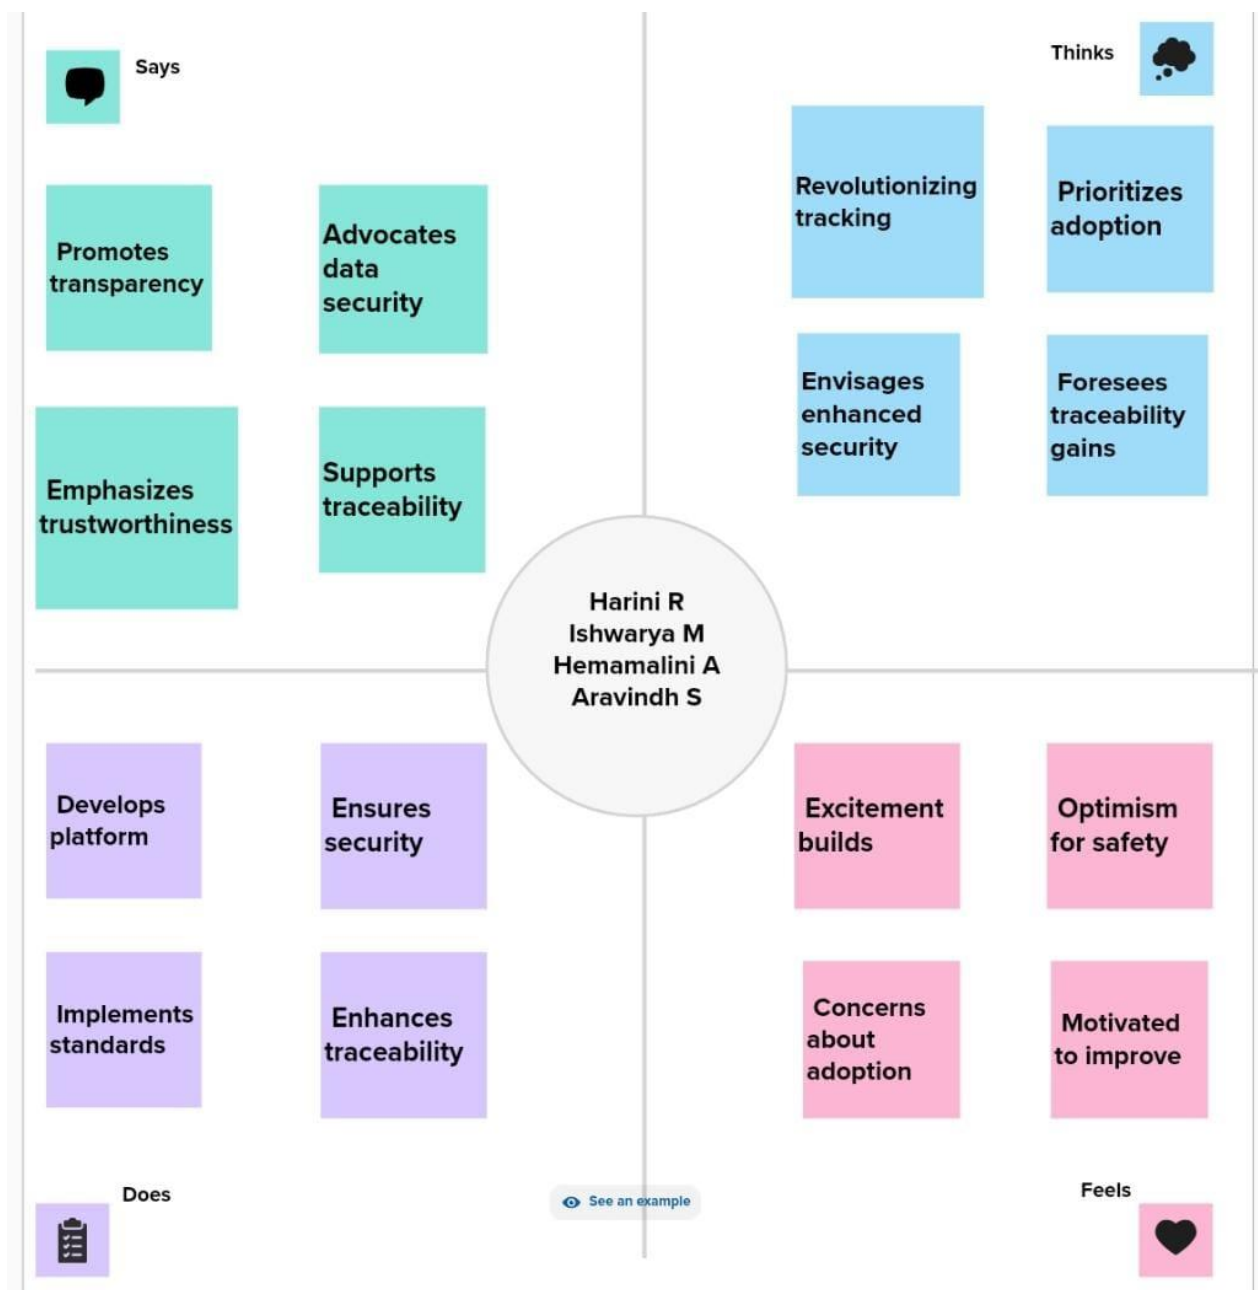 Says
Promotes
transparency
Advocates
data
security
Emphasizes
trustworthiness
Supports
traceability
Thinks
Revolutionizing
tracking
Prioritizes
adoption
Envisages
enhanced
security
Foresees
traceability
gains
Harini R
Ishwarya M
Hemamalini A
Aravindh S
Develops
platform
Ensures
security
Implements
standards
Enhances
traceability
Does
Excitement
builds
Optimism
for safety
Concerns
about
adoption
Motivated
to improve
Feels
See an example